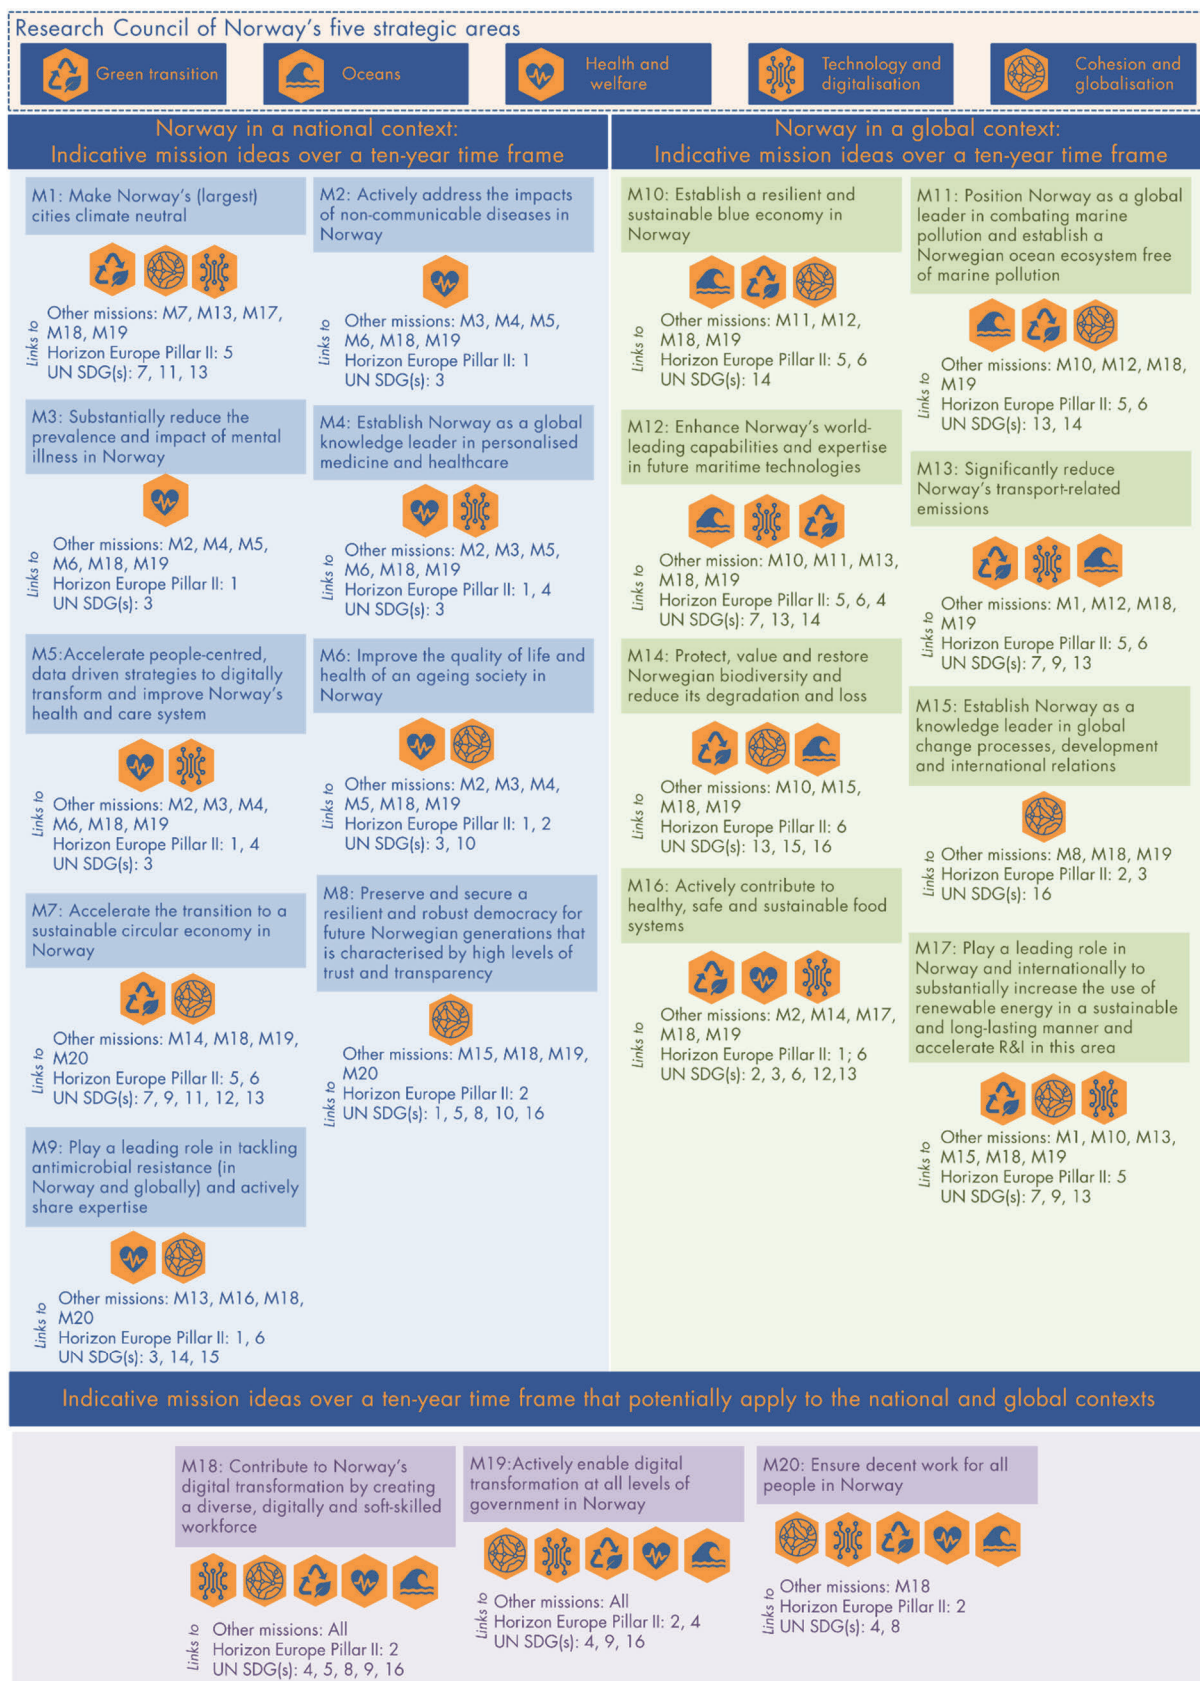 Research Council of Norway's five strategic areas
Green transition
Oceans
Health and
welfare
Technology and
digitalisation
Cohesion and
globalisation
Norway in a national context:
Indicative mission ideas over a ten-year time frame
M1: Make Norway's (largest)
cities climate neutral
Links to
Other missions: M7, M13, M17,
M18, M19
Horizon Europe Pillar II: 5
UN SDG(s): 7, 11, 13
M2: Actively address the impacts
of non-communicable diseases in
Norway
Links to
Other missions: M3, M4, M5,
M6, M18, M19
Horizon Europe Pillar II: 1
UN SDG(s): 3
M3: Substantially reduce the
prevalence and impact of mental
illness in Norway
Links to
Other missions: M2, M4, M5,
M6, M18, M19
Horizon Europe Pillar II: 1
UN SDG(s): 3
M4: Establish Norway as a global
knowledge leader in personalised
medicine and healthcare
Links to
Other missions: M2, M3, M5,
M6, M18, M19
Horizon Europe Pillar II: 1, 4
UN SDG(s): 3
M5:Accelerate people-centred,
data driven strategies to digitally
transform and improve Norway's
health and care system
Links to
Other missions: M2, M3, M4,
M6, M18, M19
Horizon Europe Pillar II: 1, 4
UN SDG(s): 3
M6: Improve the quality of life and
health of an ageing society in
Norway
Links to
Other missions: M2, M3, M4,
M5, M18, M19
Horizon Europe Pillar II: 1, 2
UN SDG(s): 3, 10
M7: Accelerate the transition to a
sustainable circular economy in
Norway
Links to
Other missions: M14, M18, M19,
M20
Horizon Europe Pillar II: 5, 6
UN SDG(s): 7, 9, 11, 12, 13
M8: Preserve and secure a
resilient and robust democracy for
future Norwegian generations that
is characterised by high levels of
trust and transparency
Links to
Other missions: M15, M18, M19,
M20
Horizon Europe Pillar II: 2
UN SDG(s): 1, 5, 8, 10, 16
M9: Play a leading role in tackling
antimicrobial resistance (in
Norway and globally) and actively
share expertise
Links to
Other missions: M13, M16, M18,
M20
Horizon Europe Pillar II: 1, 6
UN SDG(s): 3, 14, 15
Norway in a global context:
Indicative mission ideas over a ten-year time frame
M10: Establish a resilient and
sustainable blue economy in
Norway
Links to
Other missions: M11, M12,
M18, M19
Horizon Europe Pillar II: 5, 6
UN SDG(s): 14
M11: Position Norway as a global
leader in combating marine
pollution and establish a
Norwegian ocean ecosystem free
of marine pollution
Links to
Other missions: M10, M12, M18,
M19
Horizon Europe Pillar II: 5, 6
UN SDG(s): 13, 14
M12: Enhance Norway's world-
leading capabilities and expertise
in future maritime technologies
Links to
Other mission: M10, M11, M13,
M18, M19
Horizon Europe Pillar II: 5, 6, 4
UN SDG(s): 7, 13, 14
M13: Significantly reduce
Norway's transport-related
emissions
Links to
Other missions: M1, M12, M18,
M19
Horizon Europe Pillar II: 5, 6
UN SDG(s): 7, 9, 13
M14: Protect, value and restore
Norwegian biodiversity and
reduce its degradation and loss
Links to
Other missions: M10, M15,
M18, M19
Horizon Europe Pillar II: 6
UN SDG(s): 13, 15, 16
M15: Establish Norway as a
knowledge leader in global
change processes, development
and international relations
Links to
Other missions: M8, M18, M19
Horizon Europe Pillar II: 2, 3
UN SDG(s): 16
M16: Actively contribute to
healthy, safe and sustainable food
systems
Links to
Other missions: M2, M14, M17,
M18, M19
Horizon Europe Pillar II: 1; 6
UN SDG(s): 2, 3, 6, 12,13
M17: Play a leading role in
Norway and internationally to
substantially increase the use of
renewable energy in a sustainable
and long-lasting manner and
accelerate R&I in this area
Links to
Other missions: M1, M10, M13,
M15, M18, M19
Horizon Europe Pillar II: 5
UN SDG(s): 7, 9, 13
Indicative mission ideas over a ten-year time frame that potentially apply to the national and global contexts
M18: Contribute to Norway's
digital transformation by creating
a diverse, digitally and soft-skilled
workforce
Links to
Other missions: All
Horizon Europe Pillar II: 2
UN SDG(s): 4, 5, 8, 9, 16
M19:Actively enable digital
transformation at all levels of
government in Norway
Links to
Other missions: All
Horizon Europe Pillar II: 2, 4
UN SDG(s): 4, 9, 16
M20: Ensure decent work for all
people in Norway
Links to
Other missions: M18
Horizon Europe Pillar II: 2
UN SDG(s): 4, 8